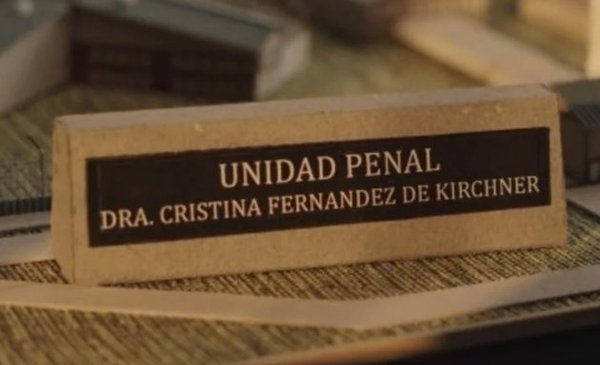 UNIDAD PENAL
DRA. CRISTINA FERNANDEZ DE KIRCHNER